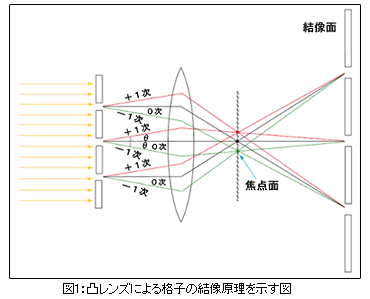 結像面
+1次
0次
−1次
+1次
θ
θ 0次
−1次
+1次
0次
−1次
焦点面
図1:凸レンズによる格子の結像原理を示す図